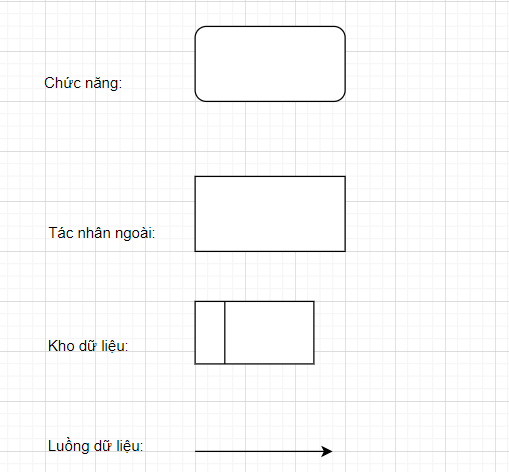 Chức năng:
Tác nhân ngoài:
Kho dữ liệu:
Luồng dữ liệu: